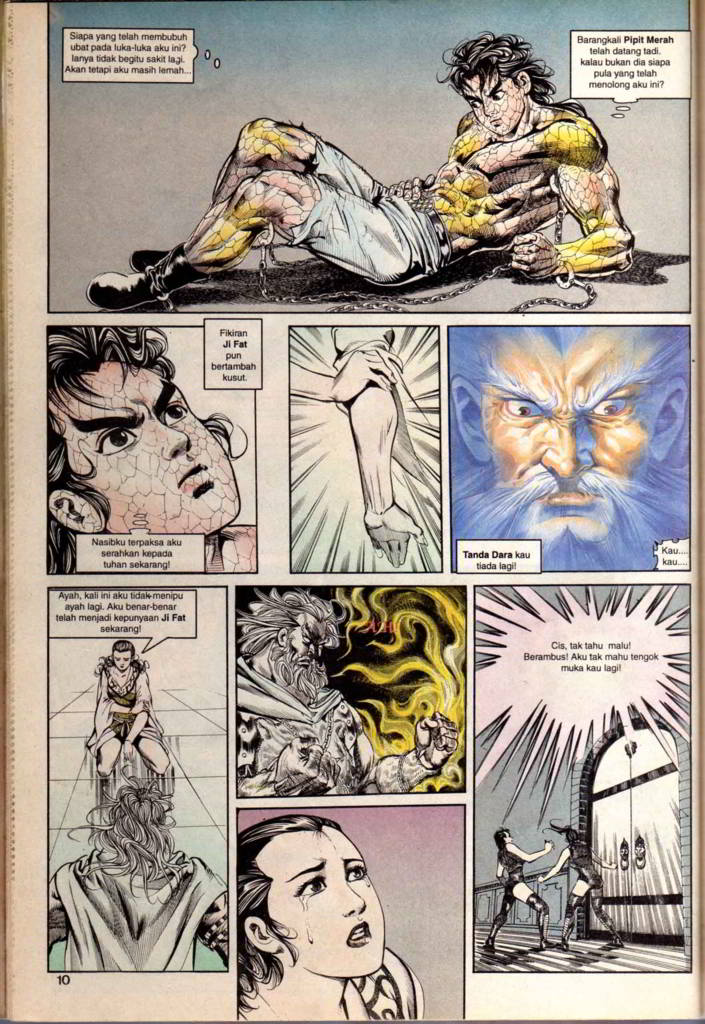 Siapa yang telah membubuh
ubat pada luka-luka aku ini?
Ianya tidak begitu sakit lagi.
Akan tetapi aku masih lemah...
Barangkali Pipit Merah
telah datang tadi.
kalau bukan dia siapa
pula yang telah
menolong aku ini?
Fikiran
Ji Fat
pun
bertambah
kusut.
Nasibku terpaksa aku
serahkan kepada
tuhan sekarang!
Tanda Dara kau
tiada lagi!
Kau....
kau....
Ayah, kali ini aku tidak menipu
ayah lagi. Aku benar-benar
telah menjadi kepunyaan Ji Fat
sekarang!
AH
Cis, tak tahu malu!
Berambus! Aku tak mahu tengok
muka kau lagi!
10